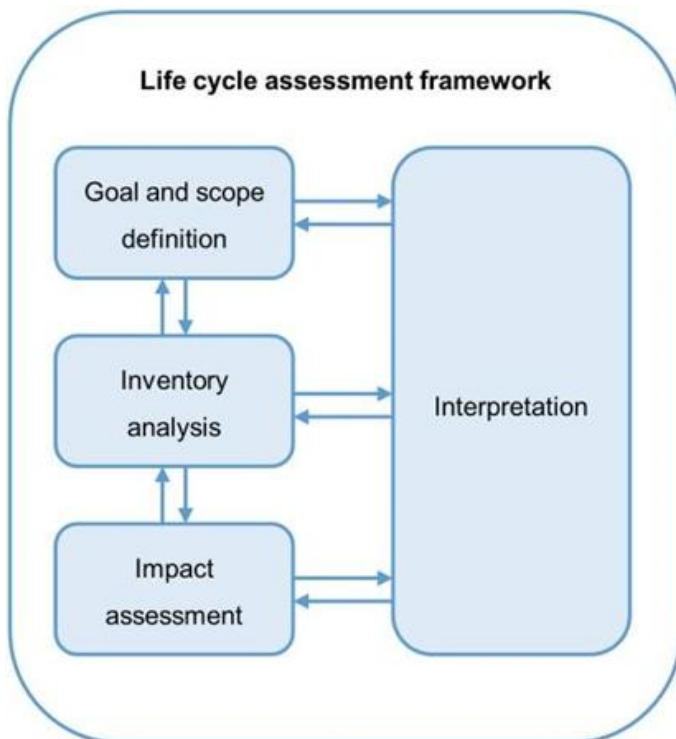 Life cycle assessment framework
Goal and scope
definition
Inventory
analysis
Interpretation
Impact
assessment